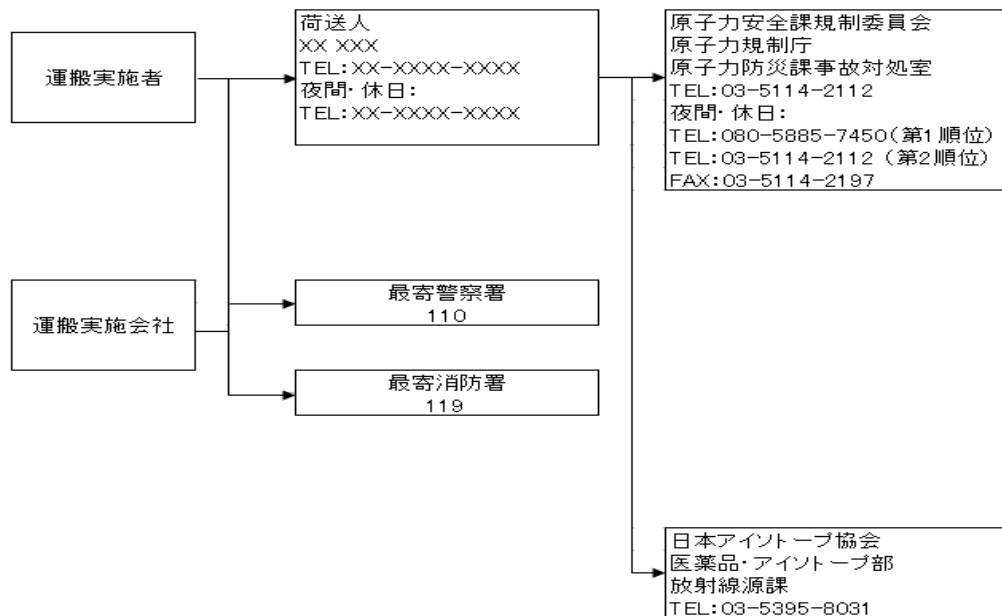 運搬実施者
荷送人
XX XXX
TEL:XX-XXXX-XXXX
夜間・休日:
TEL:XX-XXXX-XXXX
原子力安全課規制委員会
原子力規制庁
原子力防災課事故対処室
TEL:03-5114-2112
夜間・休日:
TEL:080-5885-7450(第1順位)
TEL:03-5114-2112 (第2順位)
FAX:03-5114-2197
運搬実施会社
最寄警察署
110
最寄消防署
119
日本アイソトープ協会
医薬品・アイソトープ部
放射線源課
TEL:03-5395-8031